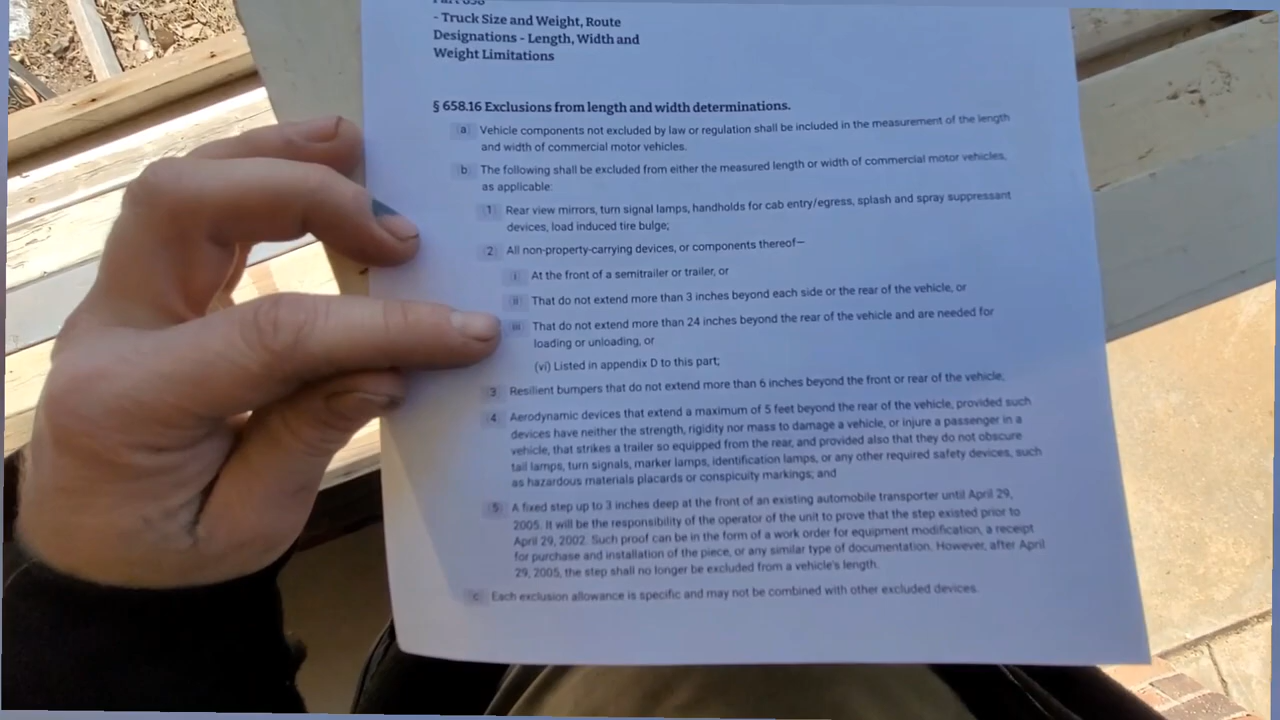 - Truck Size and Weight, Route
Designations - Length, Width and
Weight Limitations
§ 658.16 Exclusions from length and width determinations.
(a) Vehicle components not excluded by law or regulation shall be included in the measurement of the length
and width of commercial motor vehicles.
(b) The following shall be excluded from either the measured length or width of commercial motor vehicles,
as applicable:
(1) Rear view mirrors, turn signal lamps, handholds for cab entry/egress, splash and spray suppressant
devices, load induced tire bulge;
(2) All non-property-carrying devices, or components thereof—
(i) At the front of a semitrailer or trailer, or
(ii) That do not extend more than 3 inches beyond each side or the rear of the vehicle, or
(iii) That do not extend more than 24 inches beyond the rear of the vehicle and are needed for
loading or unloading, or
(vi) Listed in appendix D to this part;
(3) Resilient bumpers that do not extend more than 6 inches beyond the front or rear of the vehicle;
(4) Aerodynamic devices that extend a maximum of 5 feet beyond the rear of the vehicle, provided such
devices have neither the strength, rigidity nor mass to damage a vehicle, or injure a passenger in a
vehicle, that strikes a trailer so equipped from the rear, and provided also that they do not obscure
tail lamps, turn signals, marker lamps, identification lamps, or any other required safety devices, such
as hazardous materials placards or conspicuity markings; and
(5) A fixed step up to 3 inches deep at the front of an existing automobile transporter until April 29,
2005. It will be the responsibility of the operator of the unit to prove that the step existed prior to
April 29, 2002. Such proof can be in the form of a work order for equipment modification, a receipt
for purchase and installation of the piece, or any similar type of documentation. However, after April
29, 2005, the step shall no longer be excluded from a vehicle's length.
(c) Each exclusion allowance is specific and may not be combined with other excluded devices.